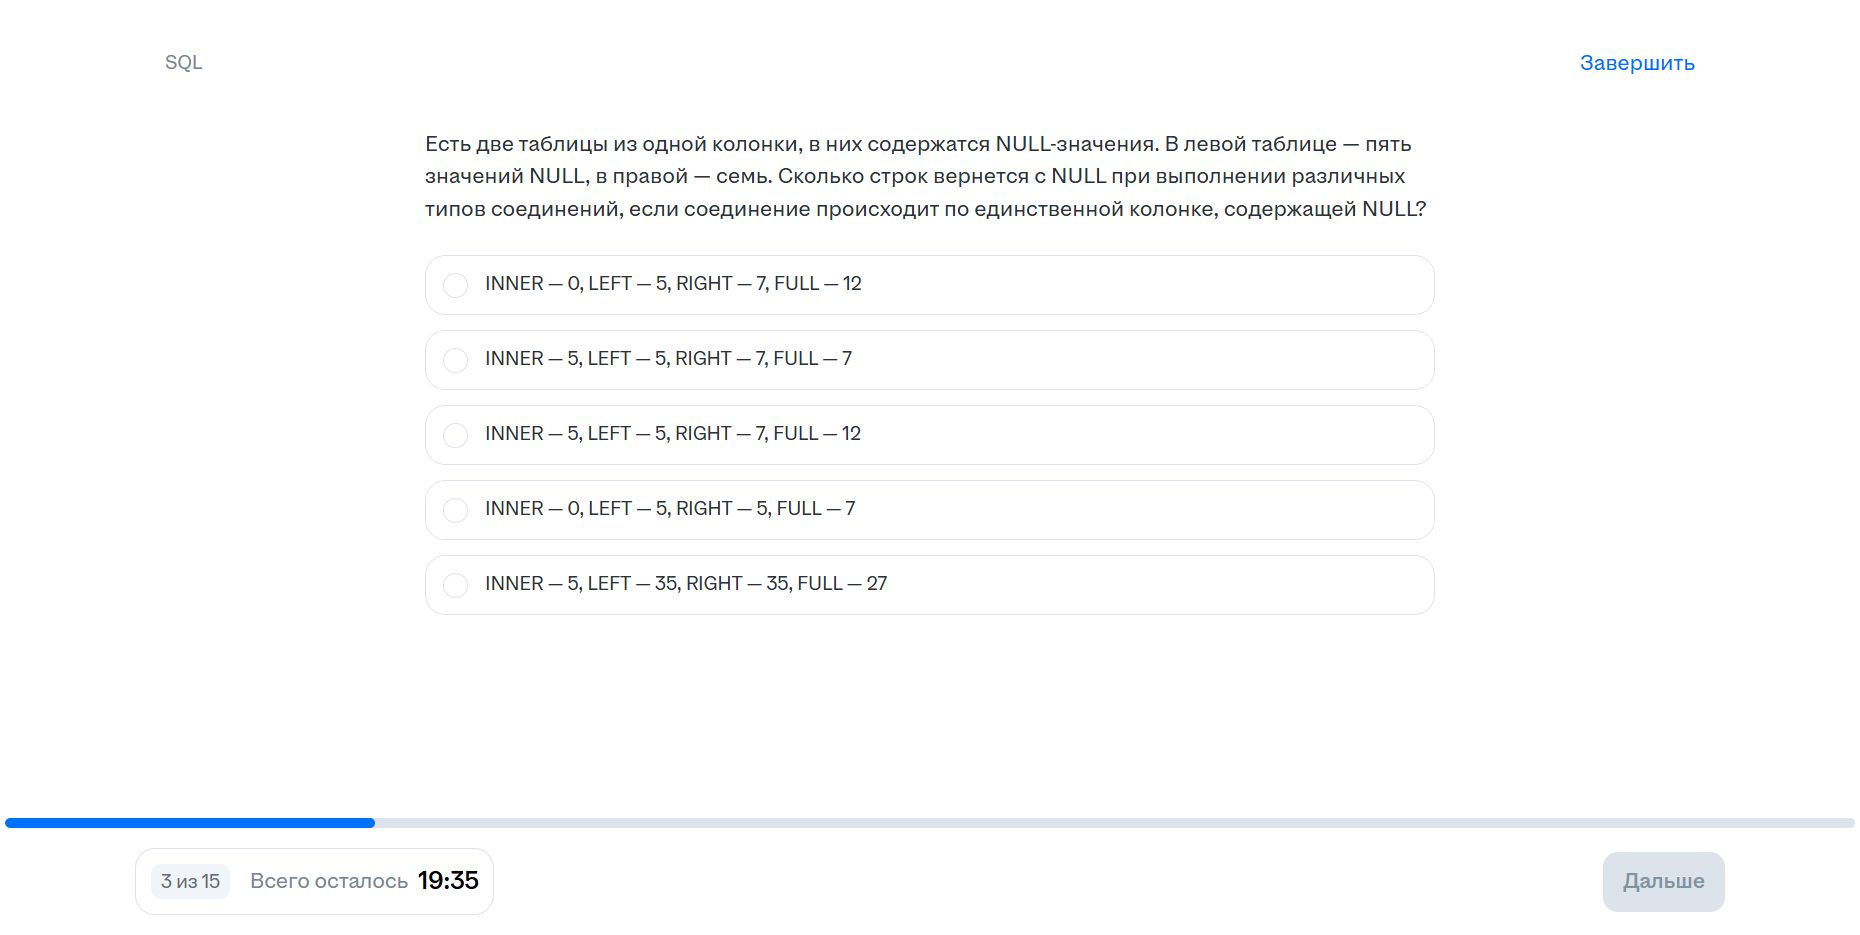 SQL
Завершить
Есть две таблицы из одной колонки, в них содержатся NULL-значения. В левой таблице — пять
значений NULL, в правой — семь. Сколько строк вернется с NULL при выполнении различных
типов соединений, если соединение происходит по единственной колонке, содержащей NULL?
INNER — 0, LEFT — 5, RIGHT — 7, FULL — 12
INNER — 5, LEFT — 5, RIGHT — 7, FULL — 7
INNER — 5, LEFT — 5, RIGHT — 7, FULL — 12
INNER — 0, LEFT — 5, RIGHT — 5, FULL — 7
INNER — 5, LEFT — 35, RIGHT — 35, FULL — 27
3 из 15
Всего осталось 19:35
Дальше